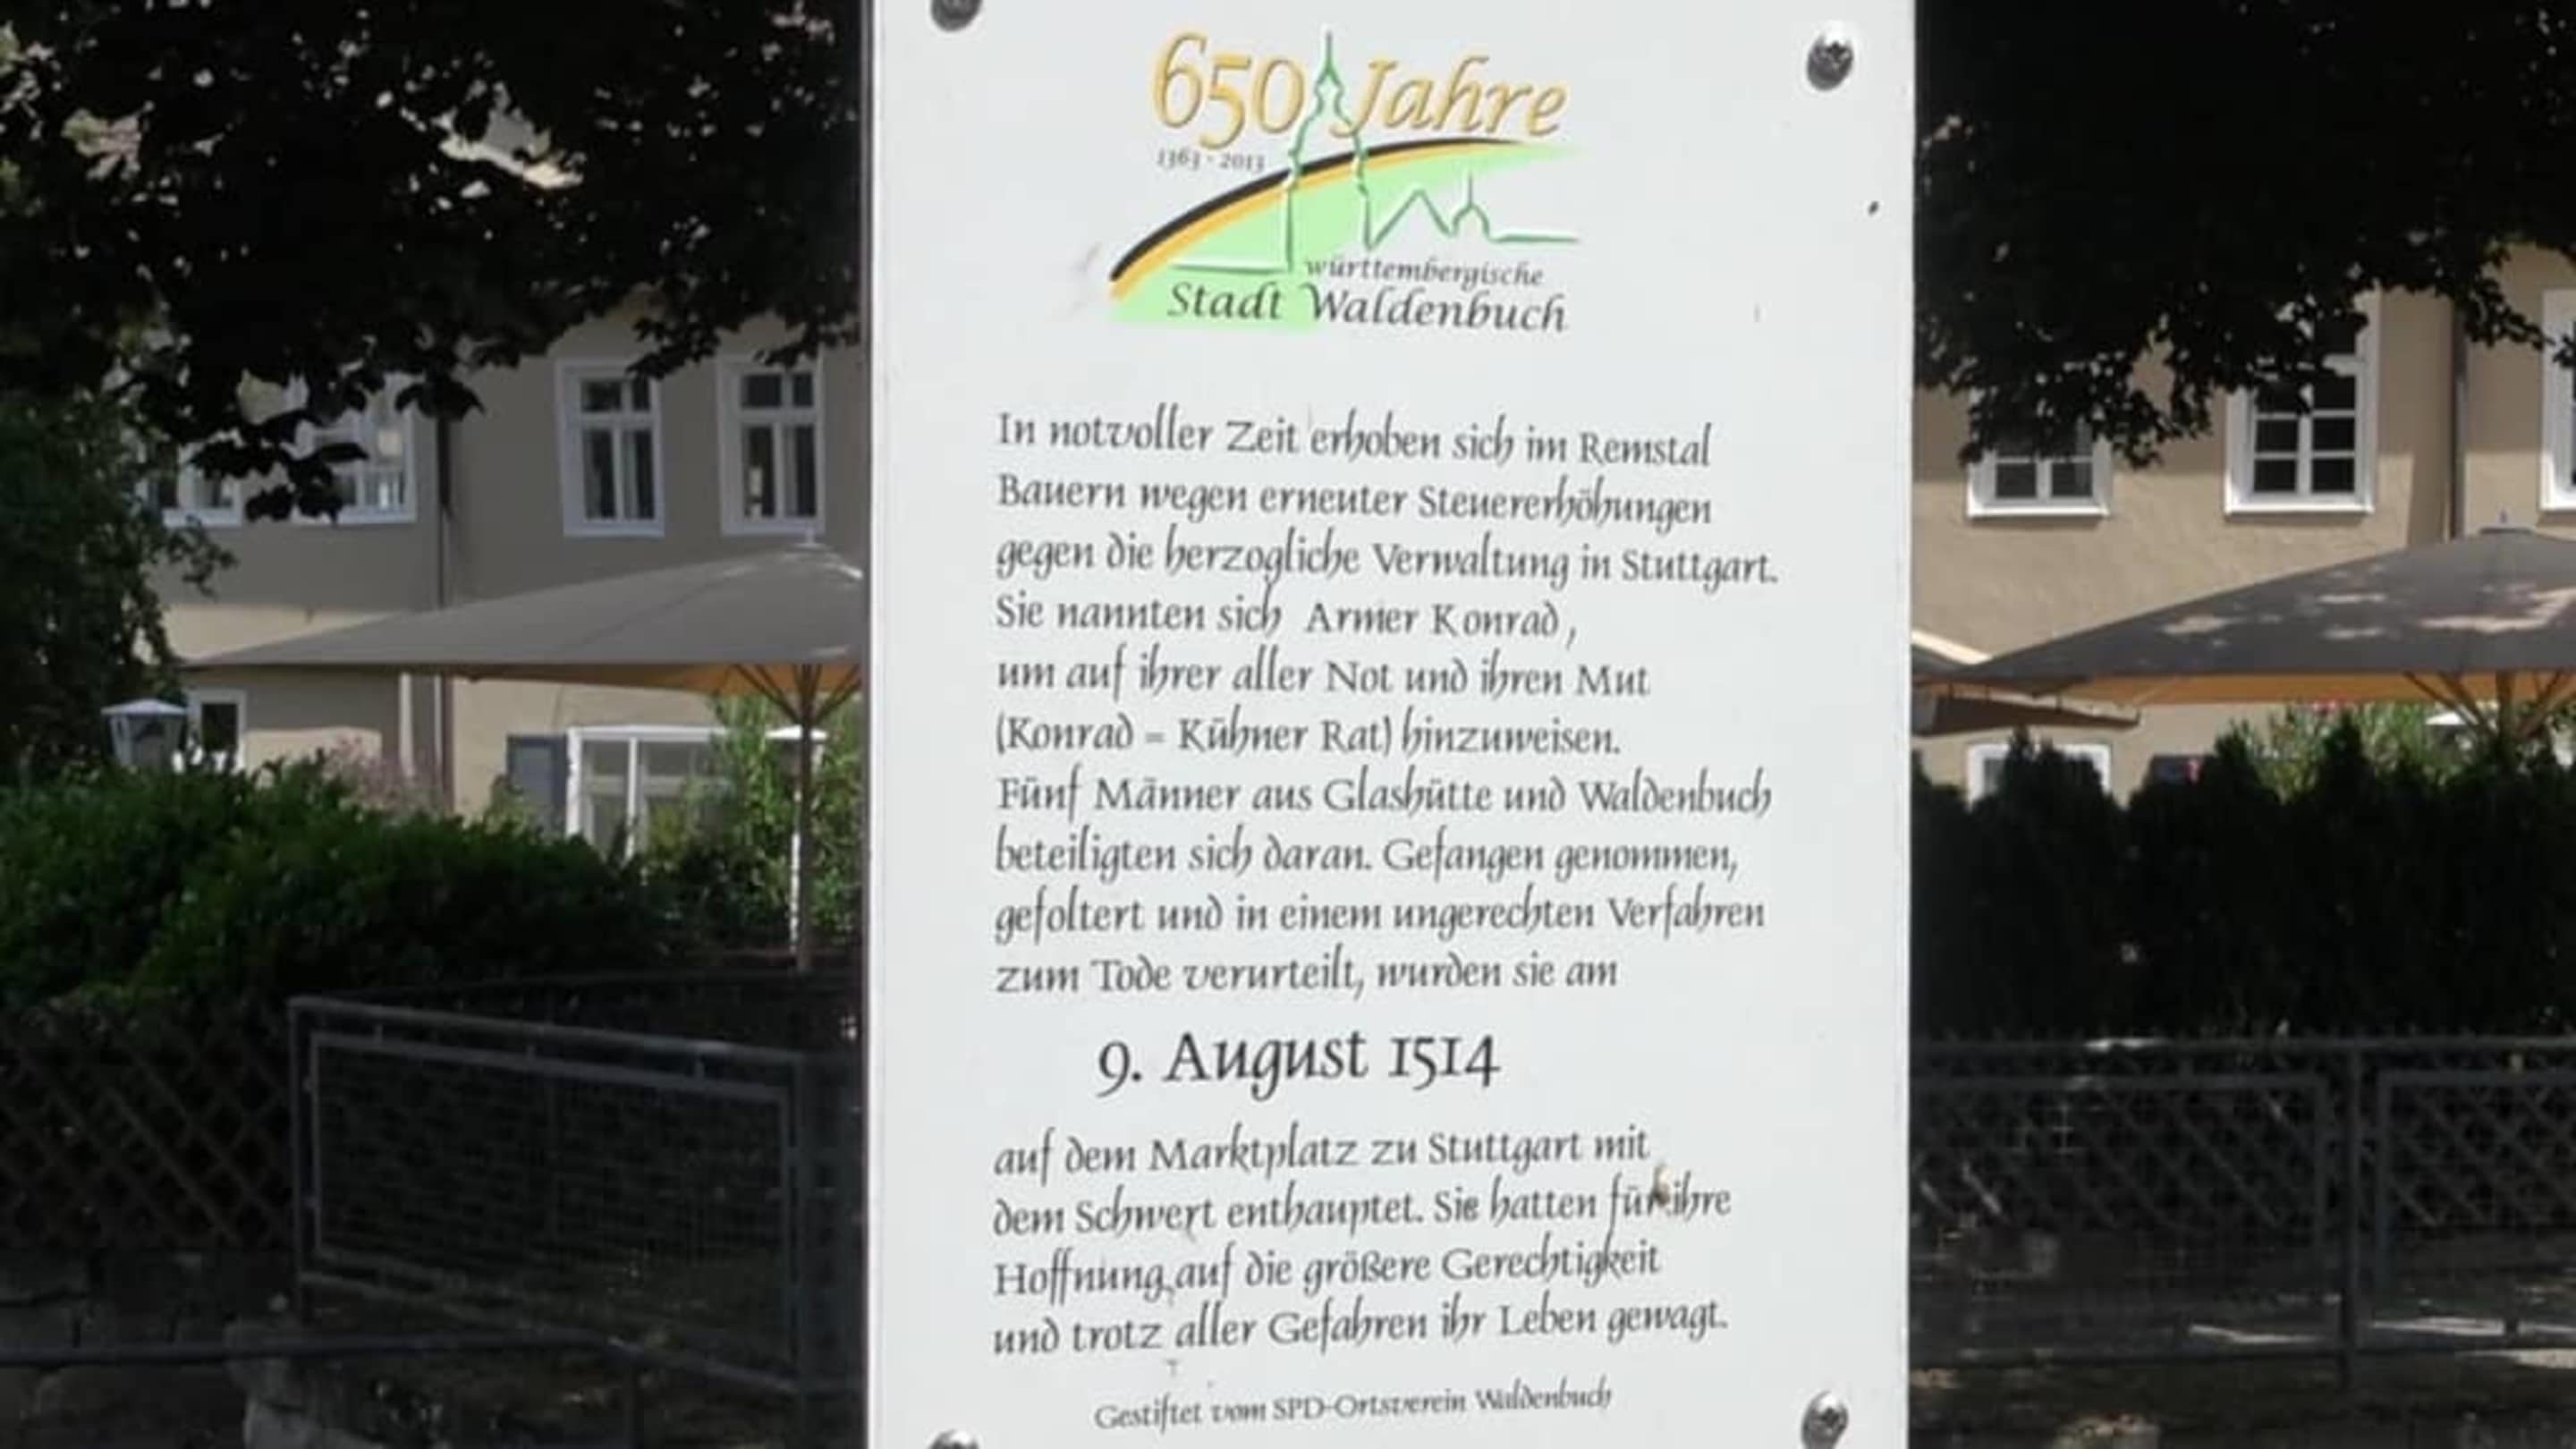 650 Jahre
1363 - 2013
württembergische
Stadt Waldenbuch
In notvoller Zeit erhoben sich im Remstal
Bauern wegen erneuter Steuererhöhungen
gegen die herzogliche Verwaltung in Stuttgart.
Sie nannten sich Armer Konrad,
um auf ihrer aller Not und ihren Mut
(Konrad = Kühner Rat) hinzuweisen.
Fünf Männer aus Glashütte und Waldenbuch
beteiligten sich daran. Gefangen genommen,
gefoltert und in einem ungerechten Verfahren
zum Tode verurteilt, wurden sie am
9. August 1514
auf dem Marktplatz zu Stuttgart mit
dem Schwert enthauptet. Sie hatten für ihre
Hoffnung auf die größere Gerechtigkeit
und trotz aller Gefahren ihr Leben gewagt.
Gestiftet vom SPD-Ortsverein Waldenbuch